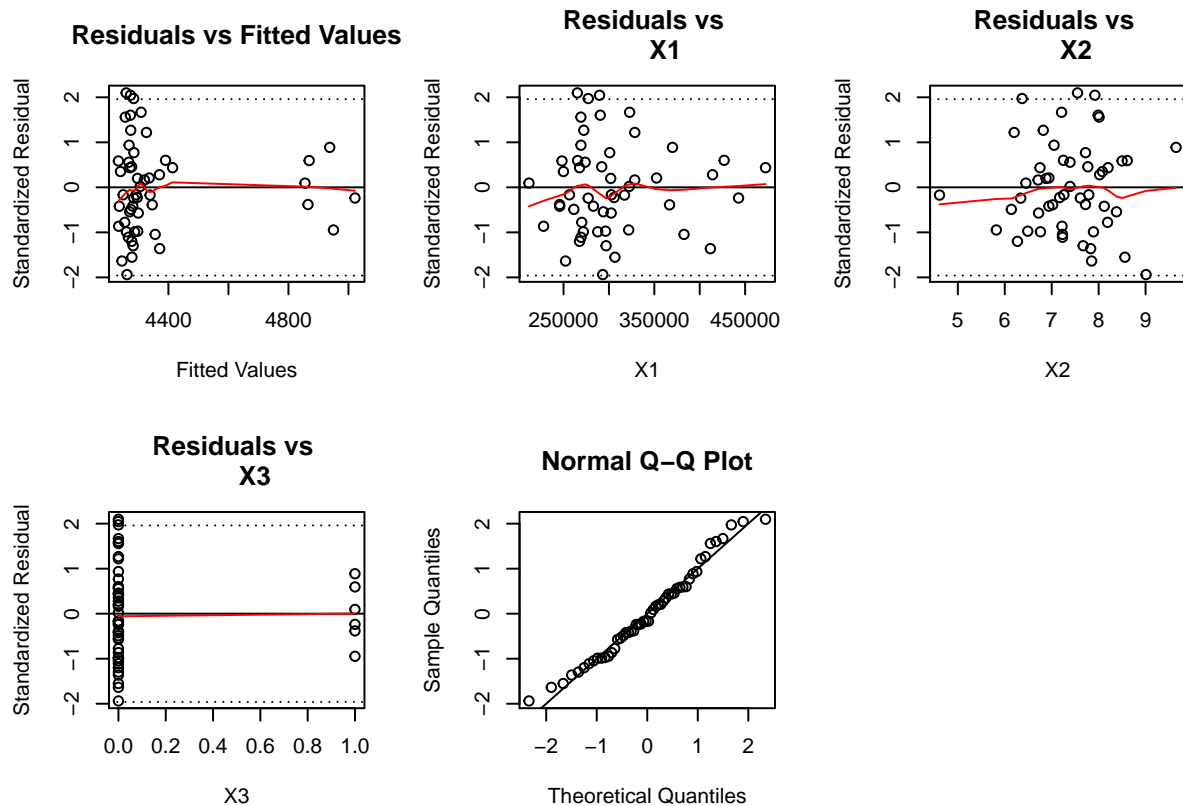 Residuals vs Fitted Values
Standardized Residual
2
1
0
−1
−2
4400
4800
Fitted Values
Residuals vs
X1
Standardized Residual
2
1
0
−1
−2
250000
350000
450000
X1
Residuals vs
X2
Standardized Residual
2
1
0
−1
−2
5
6
7
8
9
X2
Residuals vs
X3
Standardized Residual
2
1
0
−1
−2
0.0
0.2
0.4
0.6
0.8
1.0
X3
Normal Q−Q Plot
Sample Quantiles
2
1
0
−1
−2
−2
−1
0
1
2
Theoretical Quantiles